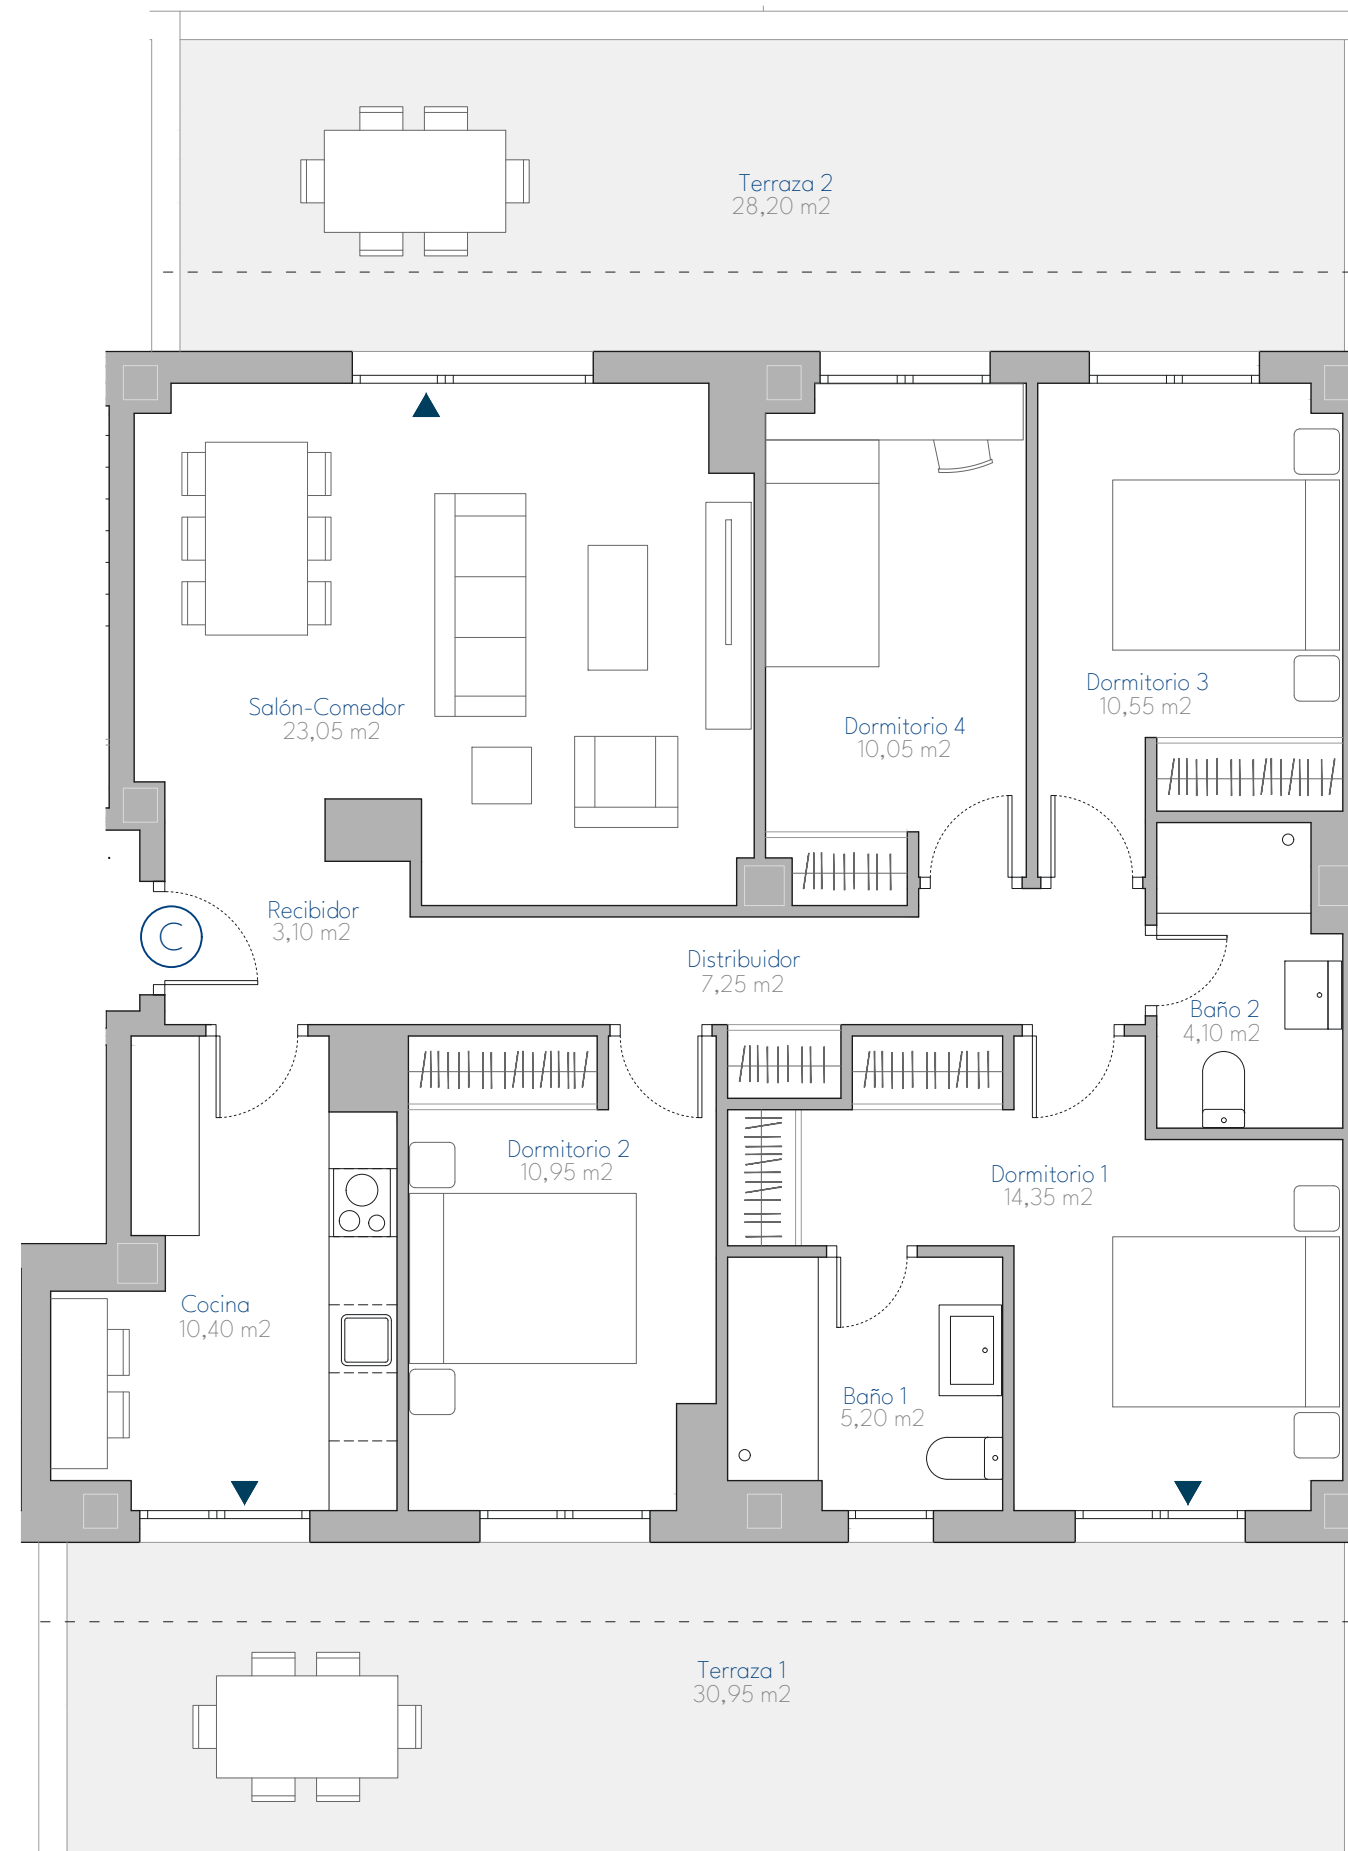 Terraza 2
28,20 m2
Salón-Comedor
23,05 m2
Dormitorio 4
10,05 m2
Dormitorio 3
10,55 m2
C
Recibidor
3,10 m2
Distribuidor
7,25 m2
Baño 2
4,10 m2
Dormitorio 2
10,95 m2
Dormitorio 1
14,35 m2
Cocina
10,40 m2
Baño 1
5,20 m2
Terraza 1
30,95 m2